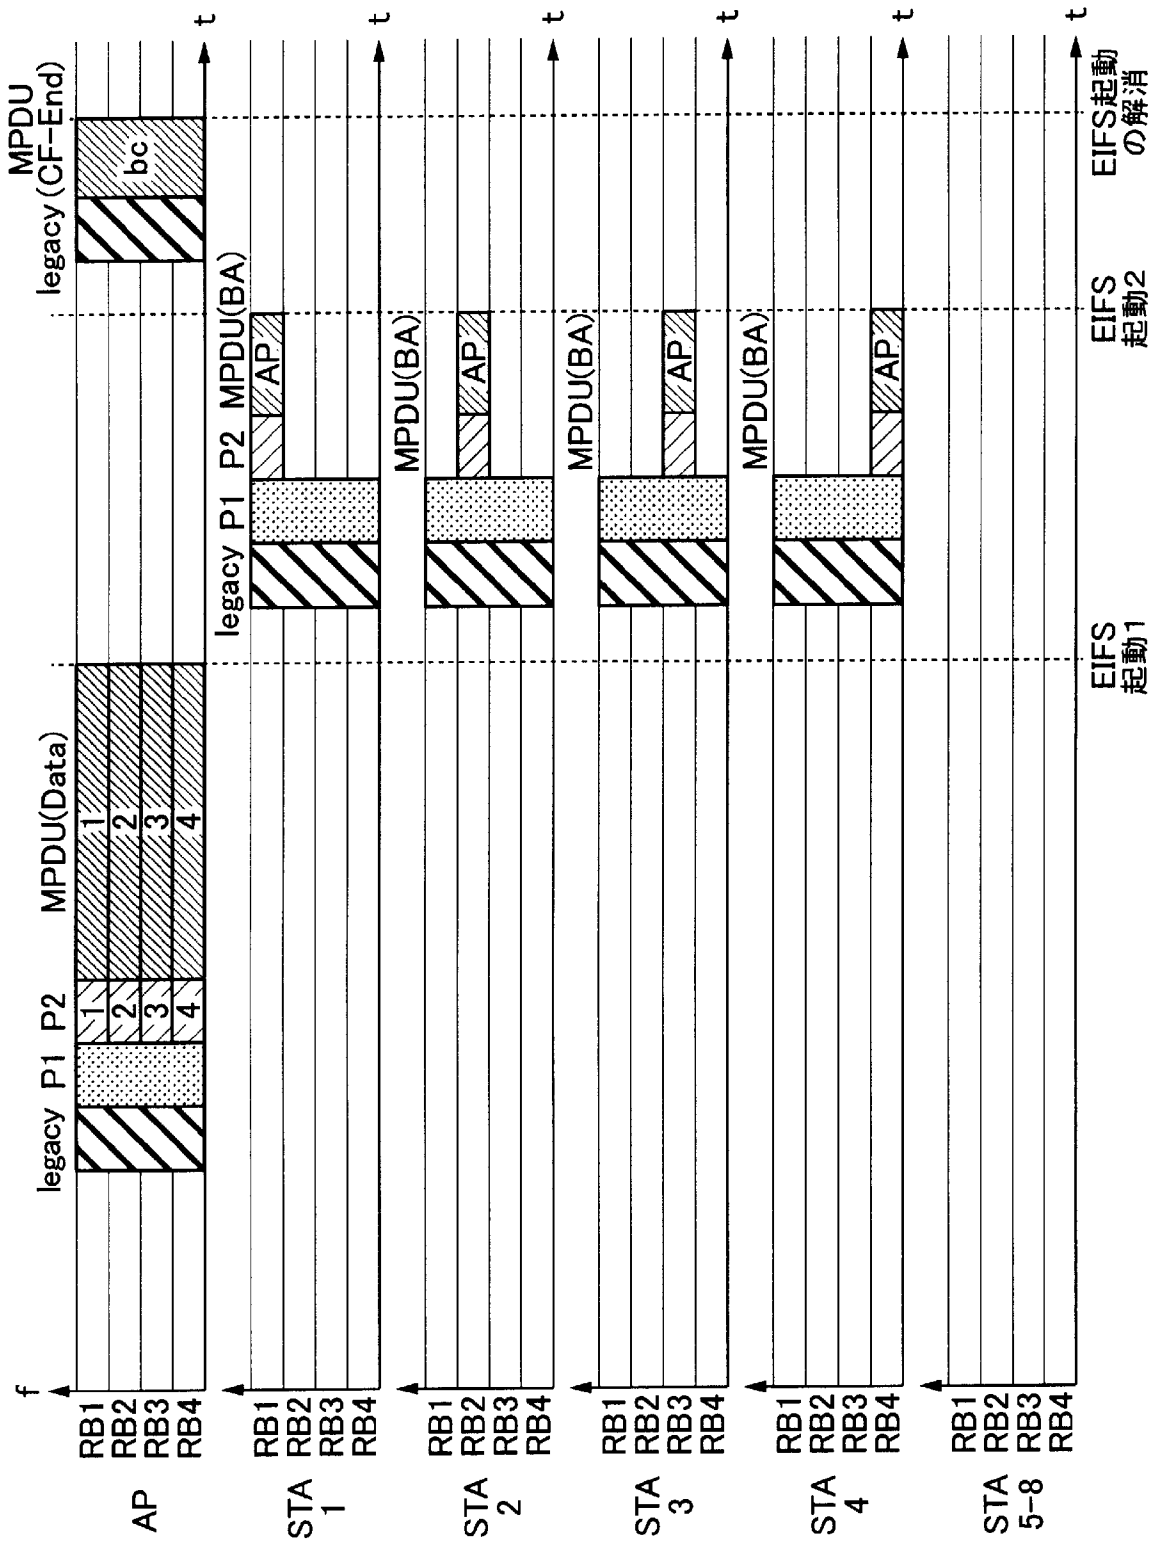 f
MPDU
legacy P1 P2 MPDU(Data) legacy(CF-End)
RB1
RB2
RB3
RB4
AP
1
2
3
4
1
2
3
4
bc
t
legacy P1 P2 MPDU(BA)
RB1
RB2
RB3
RB4
STA
1
AP
t
MPDU(BA)
RB1
RB2
RB3
RB4
STA
2
AP
t
MPDU(BA)
RB1
RB2
RB3
RB4
STA
3
AP
t
MPDU(BA)
RB1
RB2
RB3
RB4
STA
4
AP
t
RB1
RB2
RB3
RB4
STA
5-8
t
EIFS
起動1
EIFS
起動2
EIFS起動
の解消